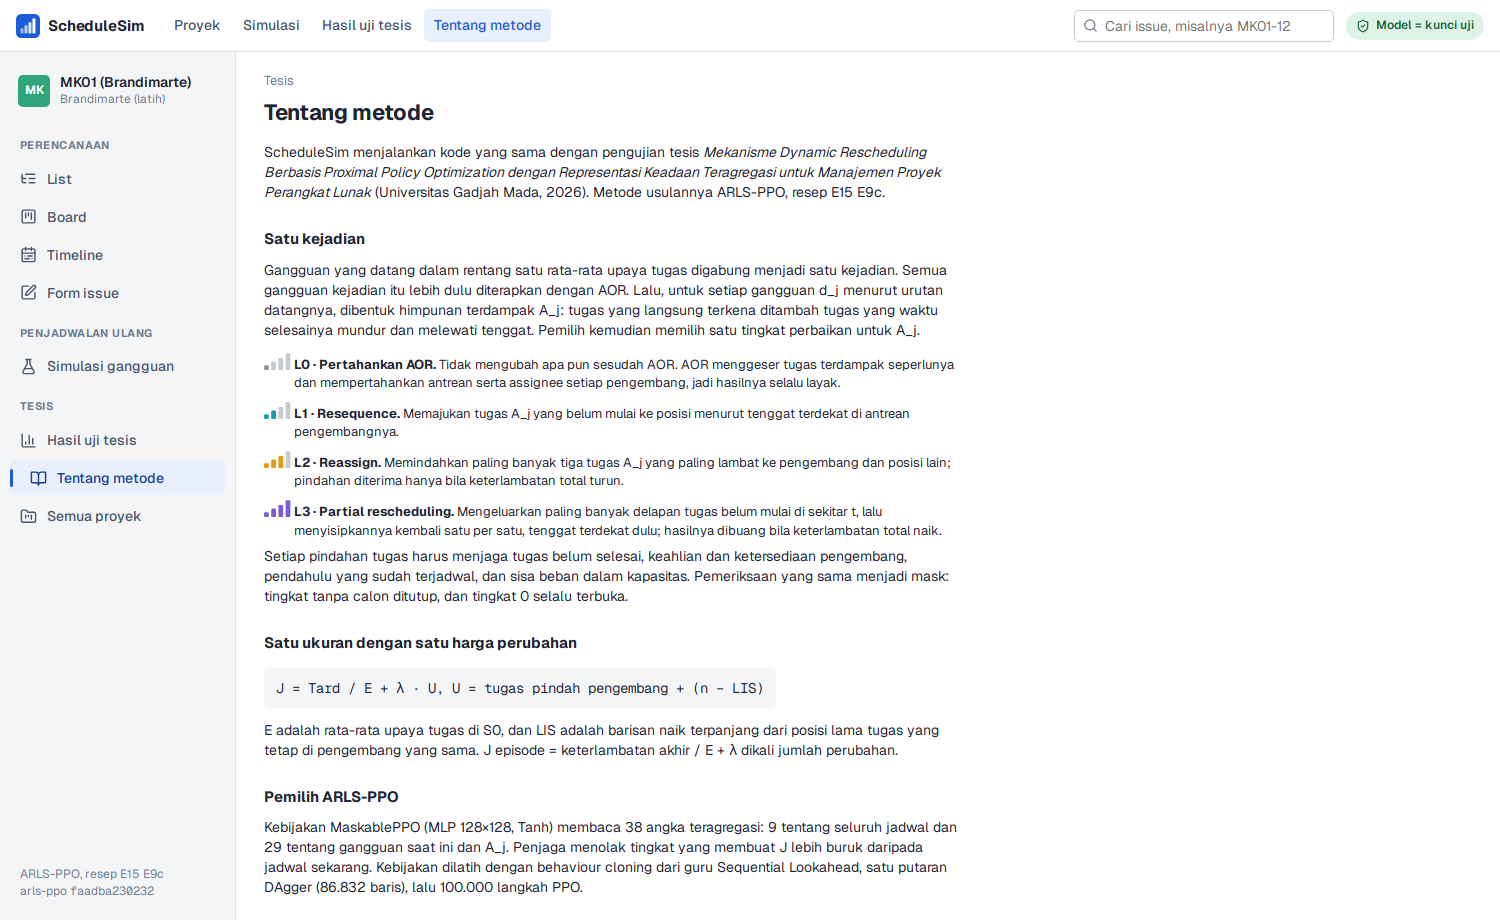 ScheduleSim
Proyek
Simulasi
Hasil uji tesis
Tentang metode
Cari issue, misalnya MK01-12
Model = kunci uji
MK
MK01 (Brandimarte)
Brandimarte (latih)
PERENCANAAN
List
Board
Timeline
Form issue
PENJADWALAN ULANG
Simulasi gangguan
TESIS
Hasil uji tesis
Tentang metode
Semua proyek
ARLS-PPO, resep E15 E9c
arls-ppo faadba230232
Tesis
Tentang metode
ScheduleSim menjalankan kode yang sama dengan pengujian tesis Mekanisme Dynamic Rescheduling
Berbasis Proximal Policy Optimization dengan Representasi Keadaan Teragregasi untuk Manajemen Proyek
Perangkat Lunak (Universitas Gadjah Mada, 2026). Metode usulannya ARLS-PPO, resep E15 E9c.
Satu kejadian
Gangguan yang datang dalam rentang satu rata-rata upaya tugas digabung menjadi satu kejadian. Semua
gangguan kejadian itu lebih dulu diterapkan dengan AOR. Lalu, untuk setiap gangguan d_j menurut urutan
datangnya, dibentuk himpunan terdampak A_j: tugas yang langsung terkena ditambah tugas yang waktu
selesainya mundur dan melewati tenggat. Pemilih kemudian memilih satu tingkat perbaikan untuk A_j.
L0 · Pertahankan AOR. Tidak mengubah apa pun sesudah AOR. AOR menggeser tugas terdampak seperlunya
dan mempertahankan antrean serta assignee setiap pengembang, jadi hasilnya selalu layak.
L1 · Resequence. Memajukan tugas A_j yang belum mulai ke posisi menurut tenggat terdekat di antrean
pengembangnya.
L2 · Reassign. Memindahkan paling banyak tiga tugas A_j yang paling lambat ke pengembang dan posisi lain;
pindahan diterima hanya bila keterlambatan total turun.
L3 · Partial rescheduling. Mengeluarkan paling banyak delapan tugas belum mulai di sekitar t, lalu
menyisipkannya kembali satu per satu, tenggat terdekat dulu; hasilnya dibuang bila keterlambatan total naik.
Setiap pindahan tugas harus menjaga tugas belum selesai, keahlian dan ketersediaan pengembang,
pendahulu yang sudah terjadwal, dan sisa beban dalam kapasitas. Pemeriksaan yang sama menjadi mask:
tingkat tanpa calon ditutup, dan tingkat 0 selalu terbuka.
Satu ukuran dengan satu harga perubahan
J = Tard / E + λ · U, U = tugas pindah pengembang + (n − LIS)
E adalah rata-rata upaya tugas di S0, dan LIS adalah barisan naik terpanjang dari posisi lama tugas yang
tetap di pengembang yang sama. J episode = keterlambatan akhir / E + λ dikali jumlah perubahan.
Pemilih ARLS-PPO
Kebijakan MaskablePPO (MLP 128×128, Tanh) membaca 38 angka teragregasi: 9 tentang seluruh jadwal dan
29 tentang gangguan saat ini dan A_j. Penjaga menolak tingkat yang membuat J lebih buruk daripada
jadwal sekarang. Kebijakan dilatih dengan behaviour cloning dari guru Sequential Lookahead, satu putaran
DAgger (86.832 baris), lalu 100.000 langkah PPO.